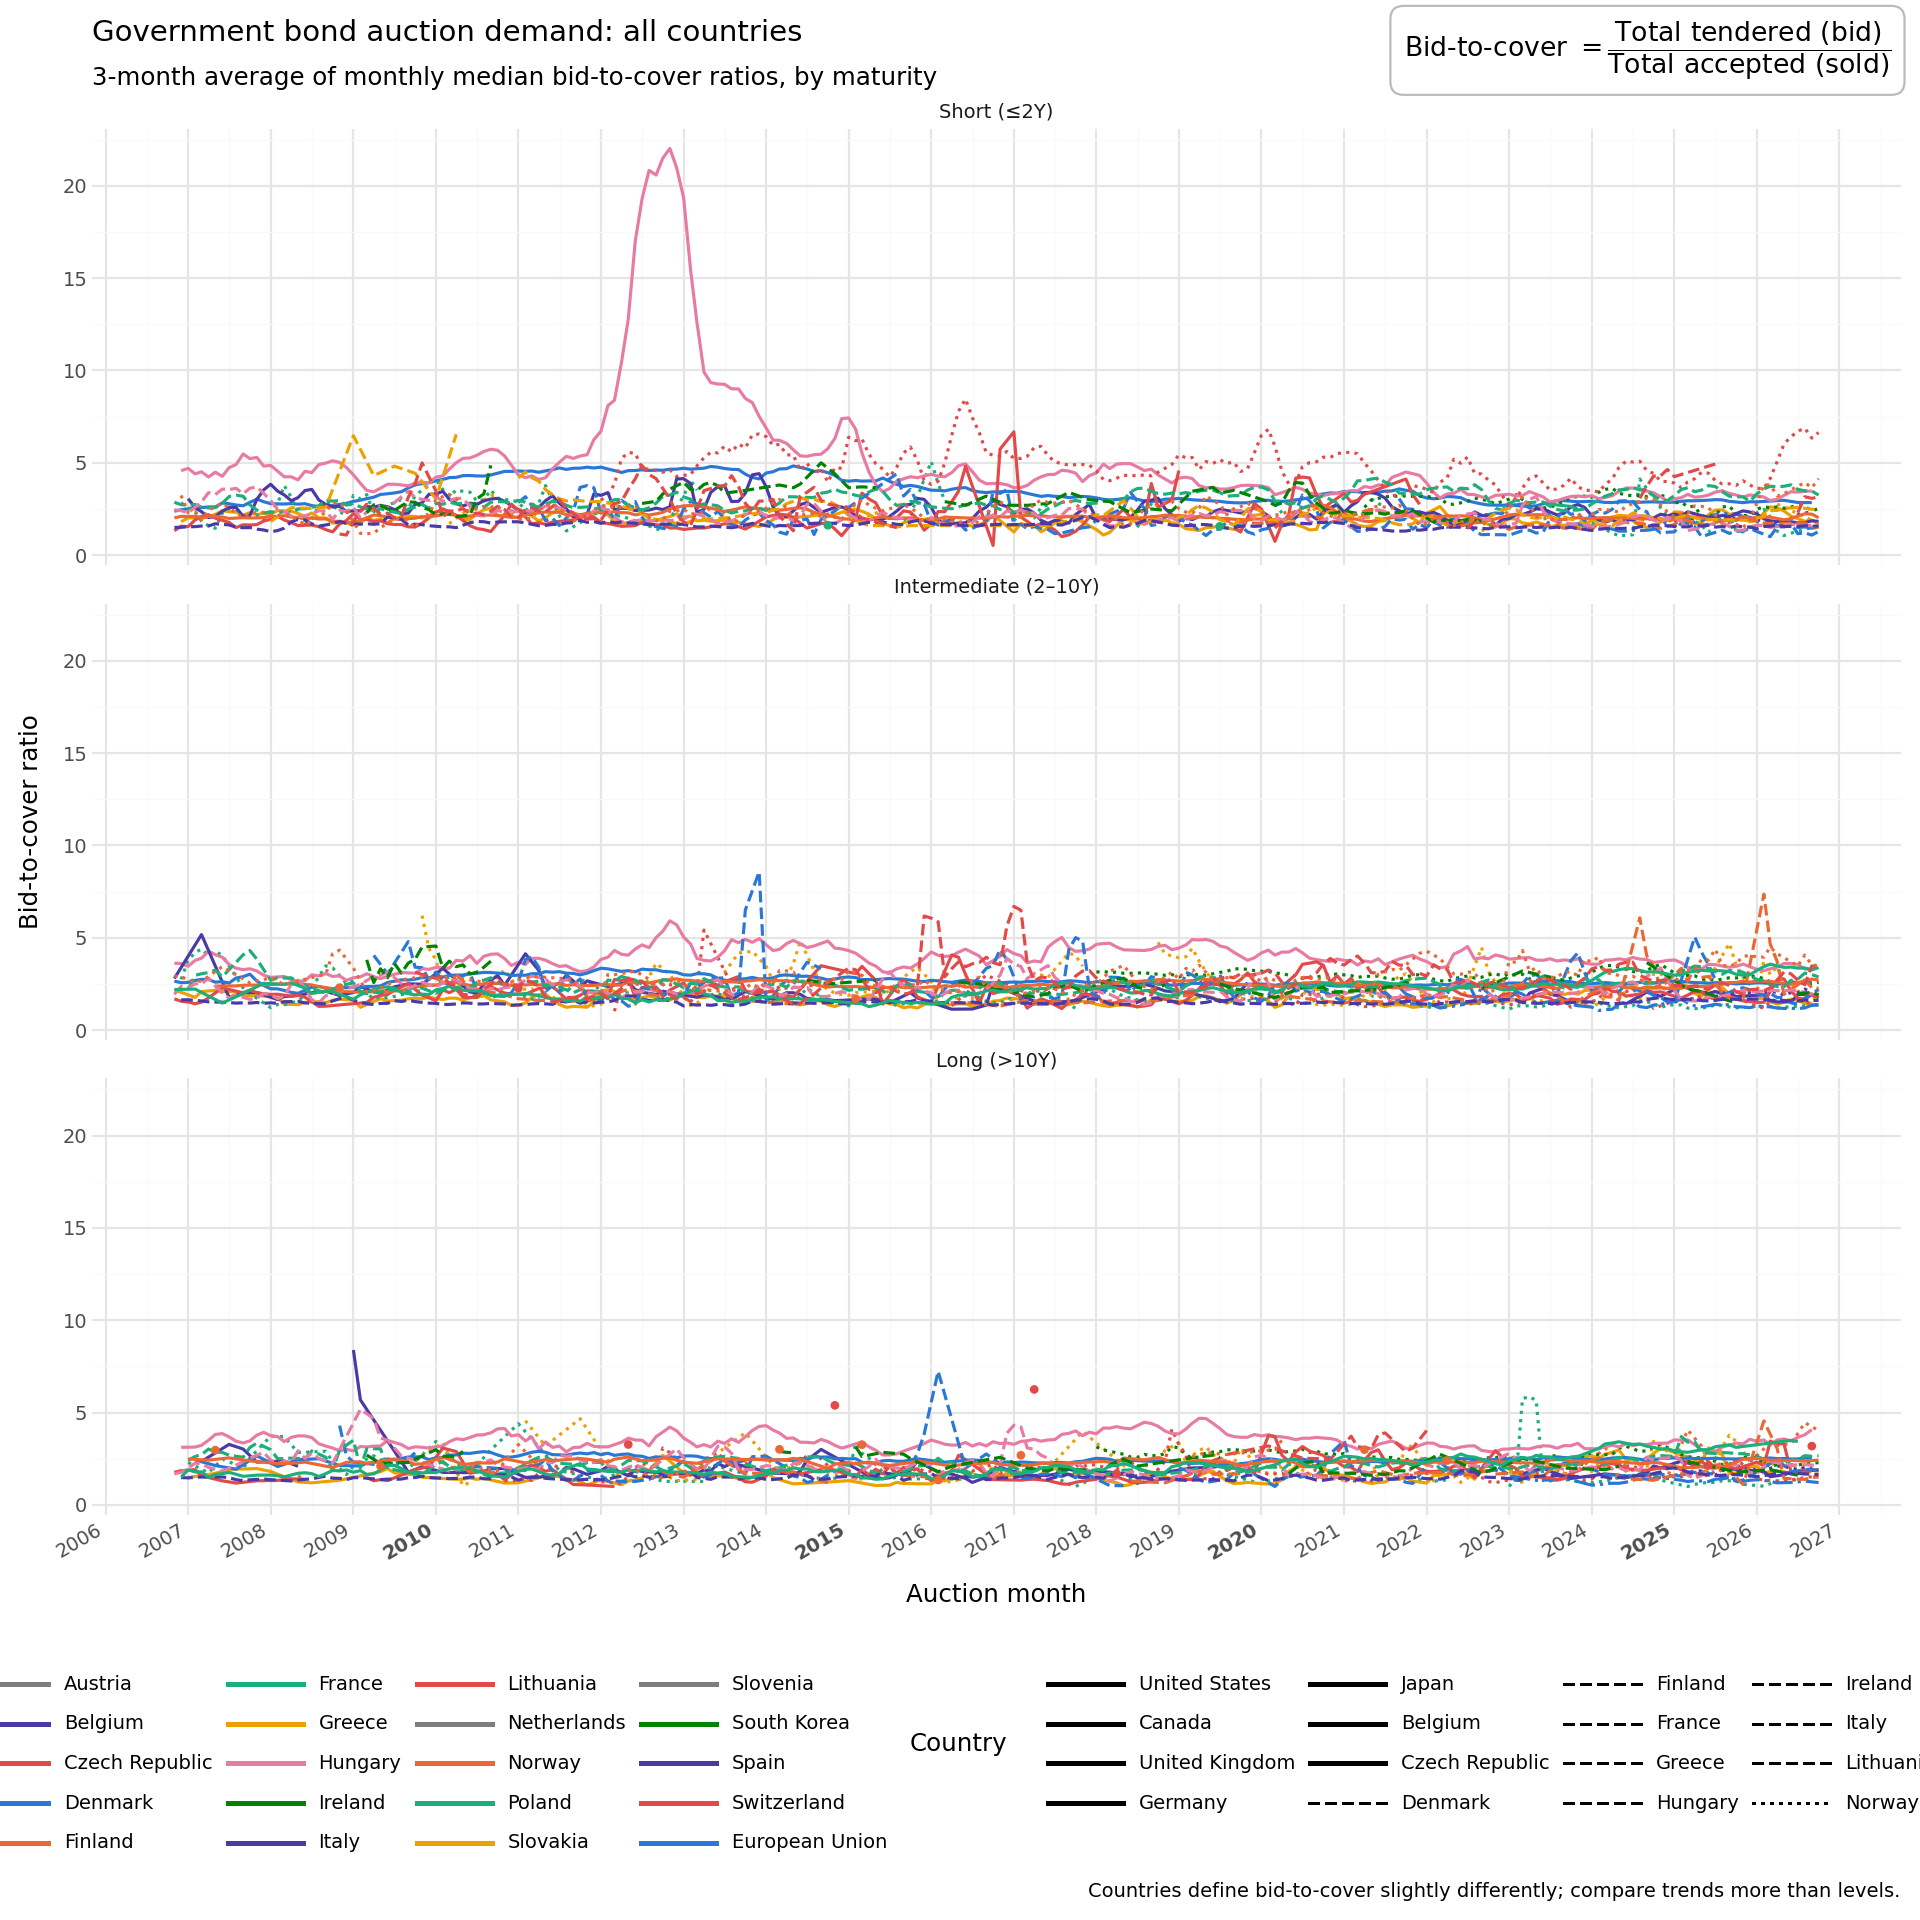 Government bond auction demand: all countries
3-month average of monthly median bid-to-cover ratios, by maturity
Bid-to-cover = Total tendered (bid)
Total accepted (sold)
Short (≤2Y)
20
15
10
5
0
Intermediate (2–10Y)
20
15
10
5
0
Bid-to-cover ratio
Long (>10Y)
20
15
10
5
0
2006 2007 2008 2009 2010 2011 2012 2013 2014 2015 2016 2017 2018 2019 2020 2021 2022 2023 2024 2025 2026 2027
Auction month
Austria France Lithuania Slovenia United States Japan Finland Ireland
Belgium Greece Netherlands South Korea Canada Belgium France Italy
Country
Czech Republic Hungary Norway Spain United Kingdom Czech Republic Greece Lithuani
Denmark Ireland Poland Switzerland Germany Denmark Hungary Norway
Finland Italy Slovakia European Union
Countries define bid-to-cover slightly differently; compare trends more than levels.